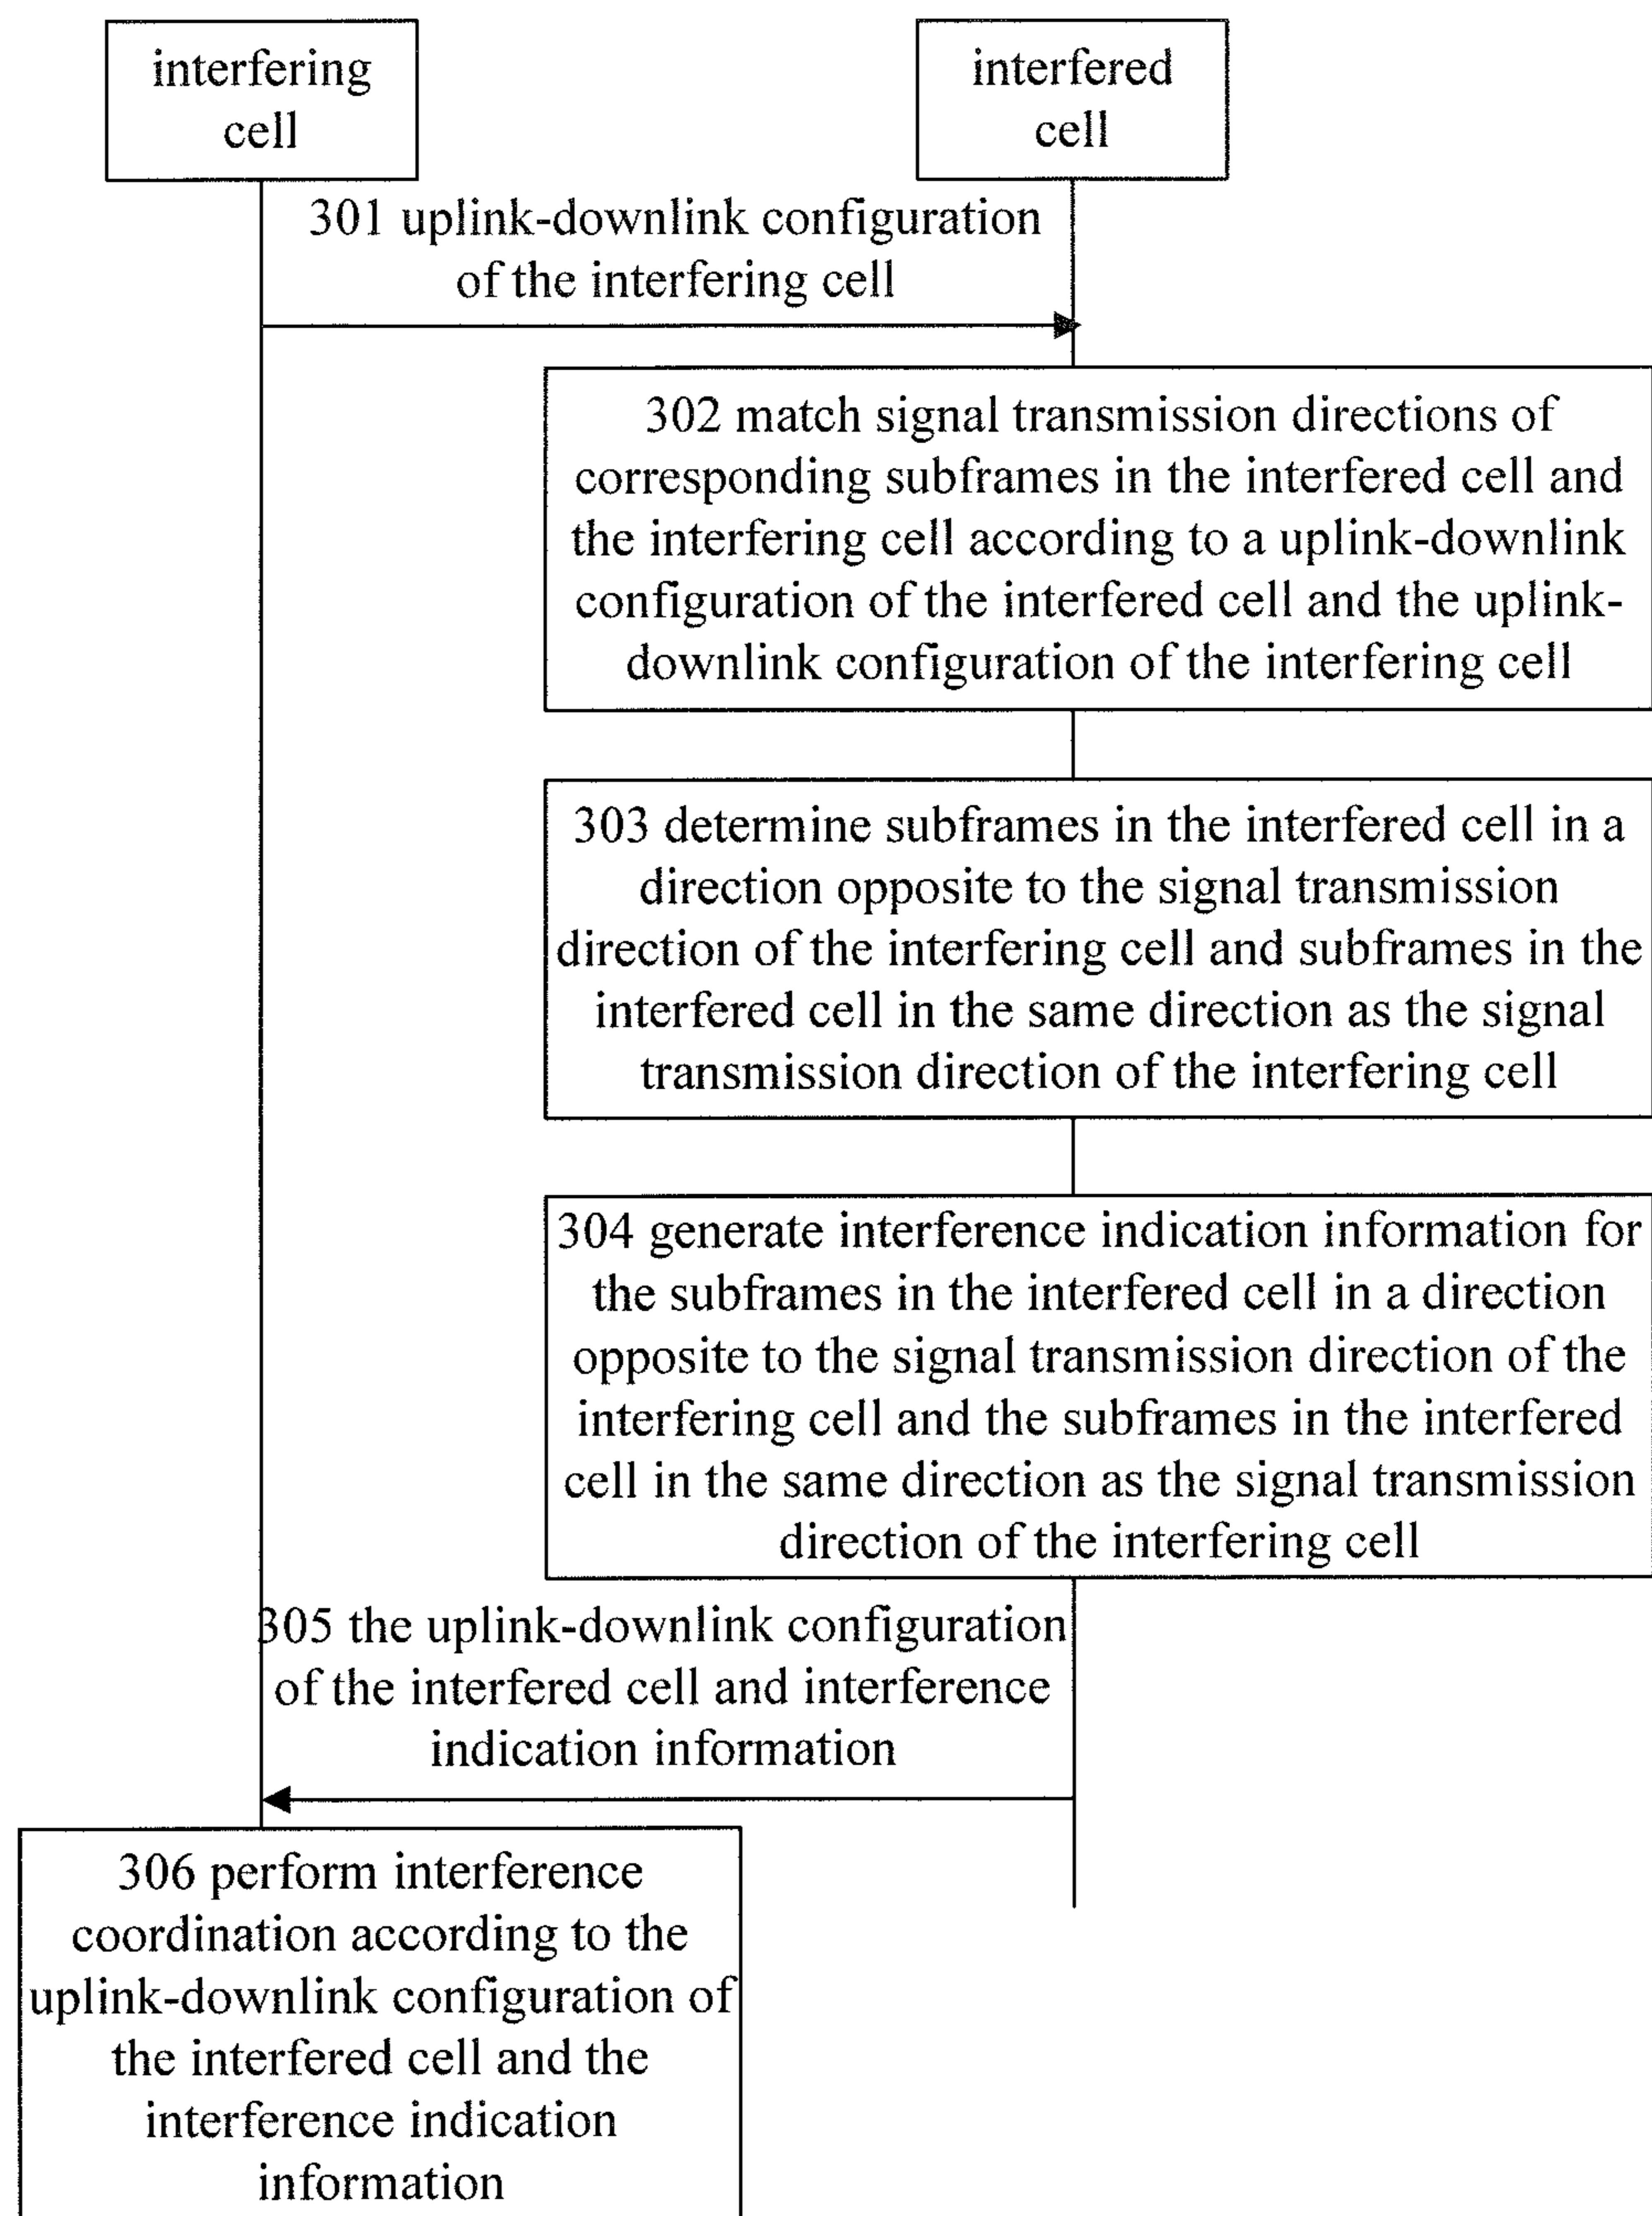 interfering
cell
interfered
cell
301 uplink-downlink configuration
of the interfering cell
302 match signal transmission directions of
corresponding subframes in the interfered cell and
the interfering cell according to a uplink-downlink
configuration of the interfered cell and the uplink-
downlink configuration of the interfering cell
303 determine subframes in the interfered cell in a
direction opposite to the signal transmission
direction of the interfering cell and subframes in the
interfered cell in the same direction as the signal
transmission direction of the interfering cell
304 generate interference indication information for
the subframes in the interfered cell in a direction
opposite to the signal transmission direction of the
interfering cell and the subframes in the interfered
cell in the same direction as the signal transmission
direction of the interfering cell
305 the uplink-downlink configuration
of the interfered cell and interference
indication information
306 perform interference
coordination according to the
uplink-downlink configuration of
the interfered cell and the
interference indication
information